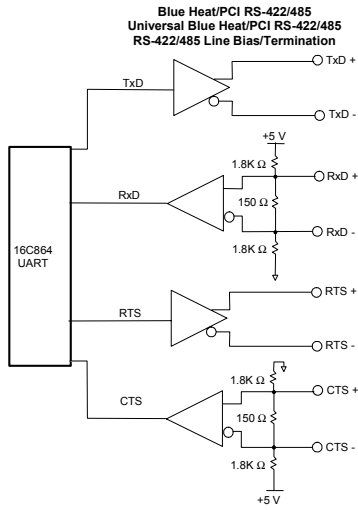 Blue Heat/PCI RS-422/485
Universal Blue Heat/PCI RS-422/485
RS-422/485 Line Bias/Termination
TxD +
TxD
TxD -
+5 V
1.8K Ω
RxD +
RxD
150 Ω
RxD -
1.8K Ω
16C864
UART
RTS +
RTS
RTS -
1.8K Ω
CTS +
CTS
150 Ω
CTS -
1.8K Ω
+5 V